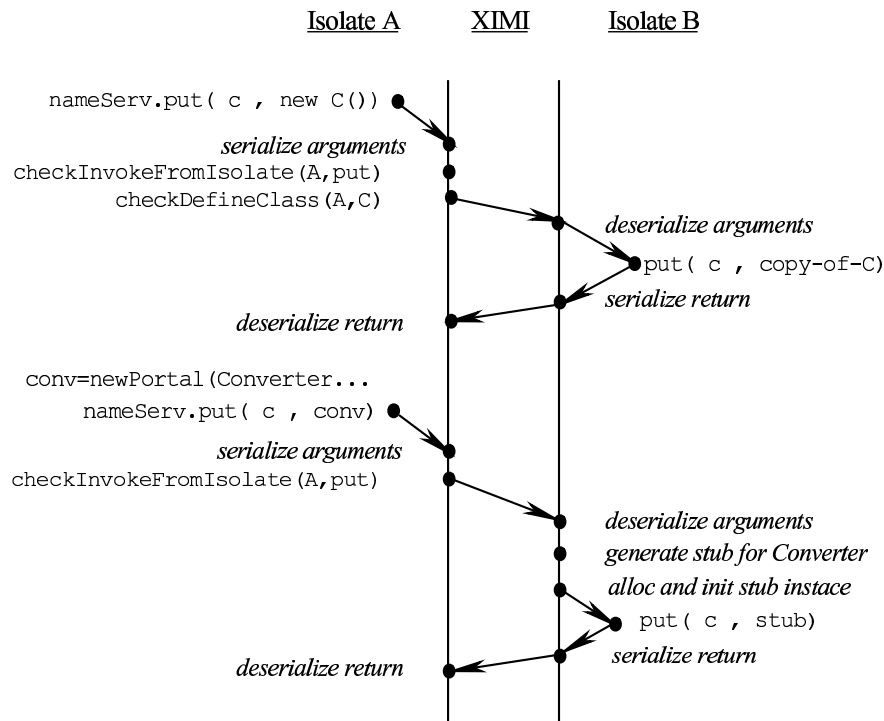 Isolate A XIMI Isolate B
nameServ.put( c , new C())
serialize arguments
checkInvokeFromIsolate(A,put)
checkDefineClass(A,C)
deserialize arguments
put( c , copy-of-C)
serialize return
deserialize return
conv=newPortal(Converter...
nameServ.put( c , conv)
serialize arguments
checkInvokeFromIsolate(A,put)
deserialize arguments
generate stub for Converter
alloc and init stub instace
put( c , stub)
serialize return
deserialize return